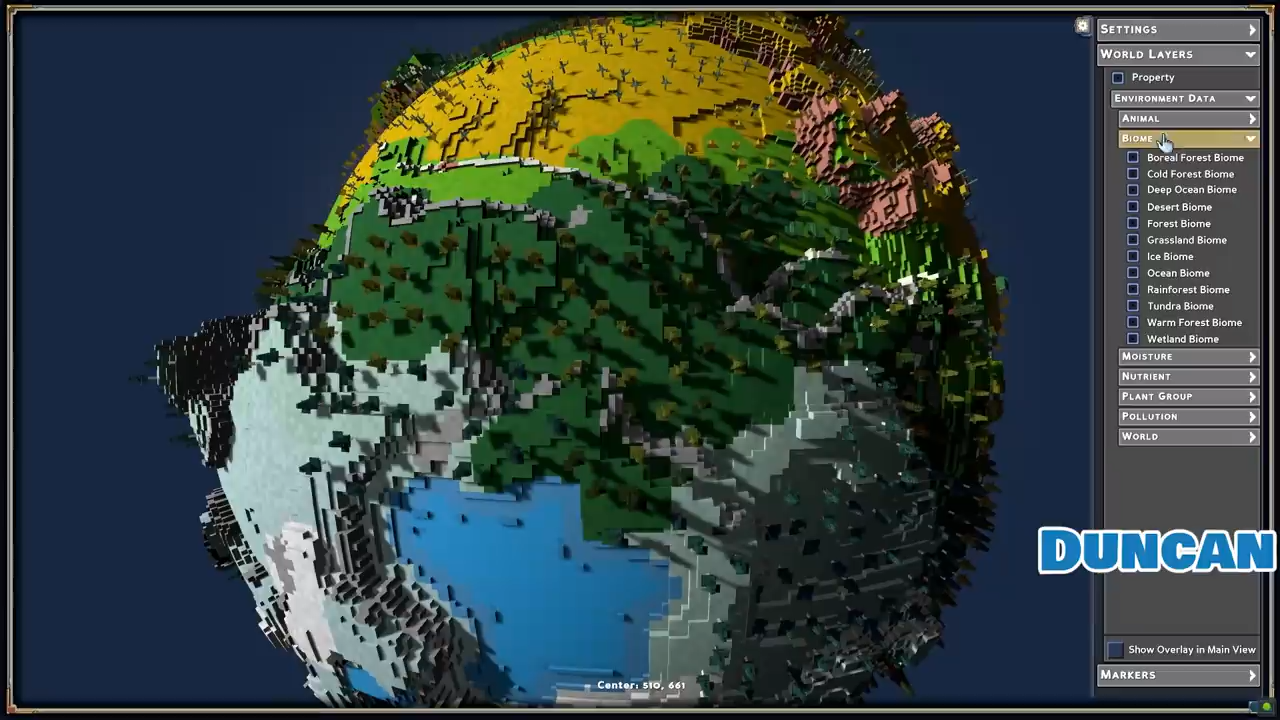 SETTINGS
WORLD LAYERS
Property
ENVIRONMENT DATA
ANIMAL
BIOME
Boreal Forest Biome
Cold Forest Biome
Deep Ocean Biome
Desert Biome
Forest Biome
Grassland Biome
Ice Biome
Ocean Biome
Rainforest Biome
Tundra Biome
Warm Forest Biome
Wetland Biome
MOISTURE
NUTRIENT
PLANT GROUP
POLLUTION
WORLD
DUNCAN
Show Overlay in Main View
MARKERS
Center: 510, 661